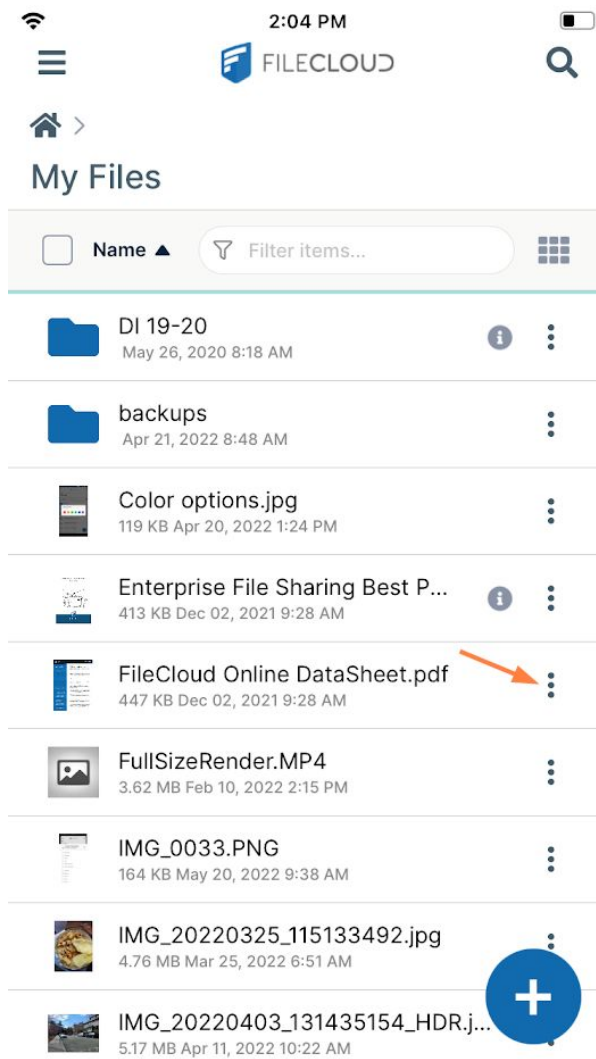 2:04 PM
FILECLOUD
My Files
Name ▲ Filter items...
DI 19-20
May 26, 2020 8:18 AM
backups
Apr 21, 2022 8:48 AM
Color options.jpg
119 KB Apr 20, 2022 1:24 PM
Enterprise File Sharing Best P...
413 KB Dec 02, 2021 9:28 AM
FileCloud Online DataSheet.pdf
447 KB Dec 02, 2021 9:28 AM
FullSizeRender.MP4
3.62 MB Feb 10, 2022 2:15 PM
IMG_0033.PNG
164 KB May 20, 2022 9:38 AM
IMG_20220325_115133492.jpg
4.76 MB Mar 25, 2022 6:51 AM
IMG_20220403_131435154_HDR.j...
5.17 MB Apr 11, 2022 10:22 AM